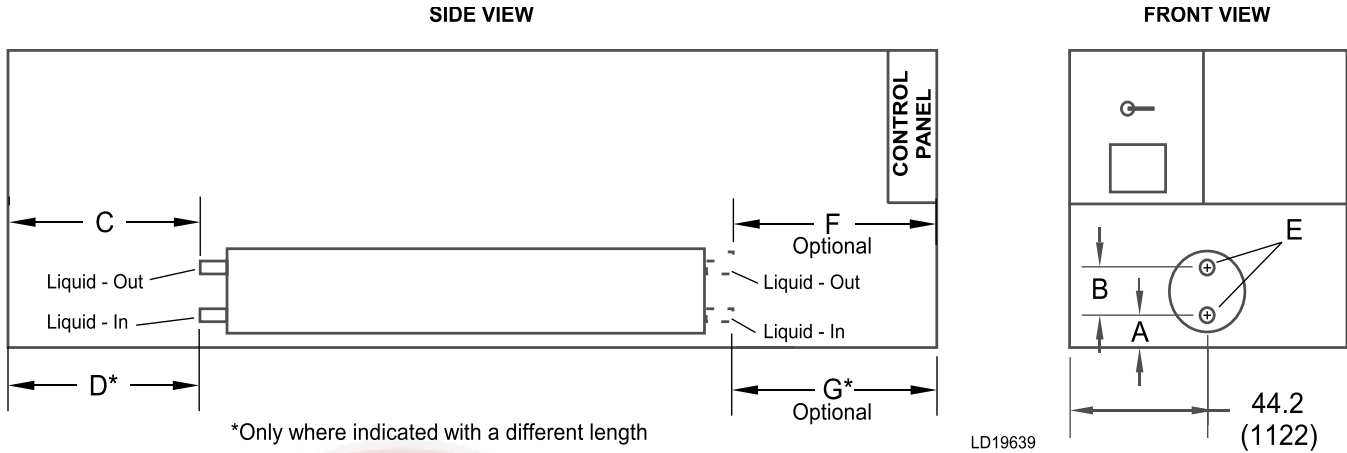 SIDE VIEW
FRONT VIEW
CONTROL
PANEL
C
F
Optional
Liquid - Out
Liquid - In
Liquid - Out
Liquid - In
E
B
A
D*
G*
Optional
44.2
(1122)
*Only where indicated with a different length
LD19639